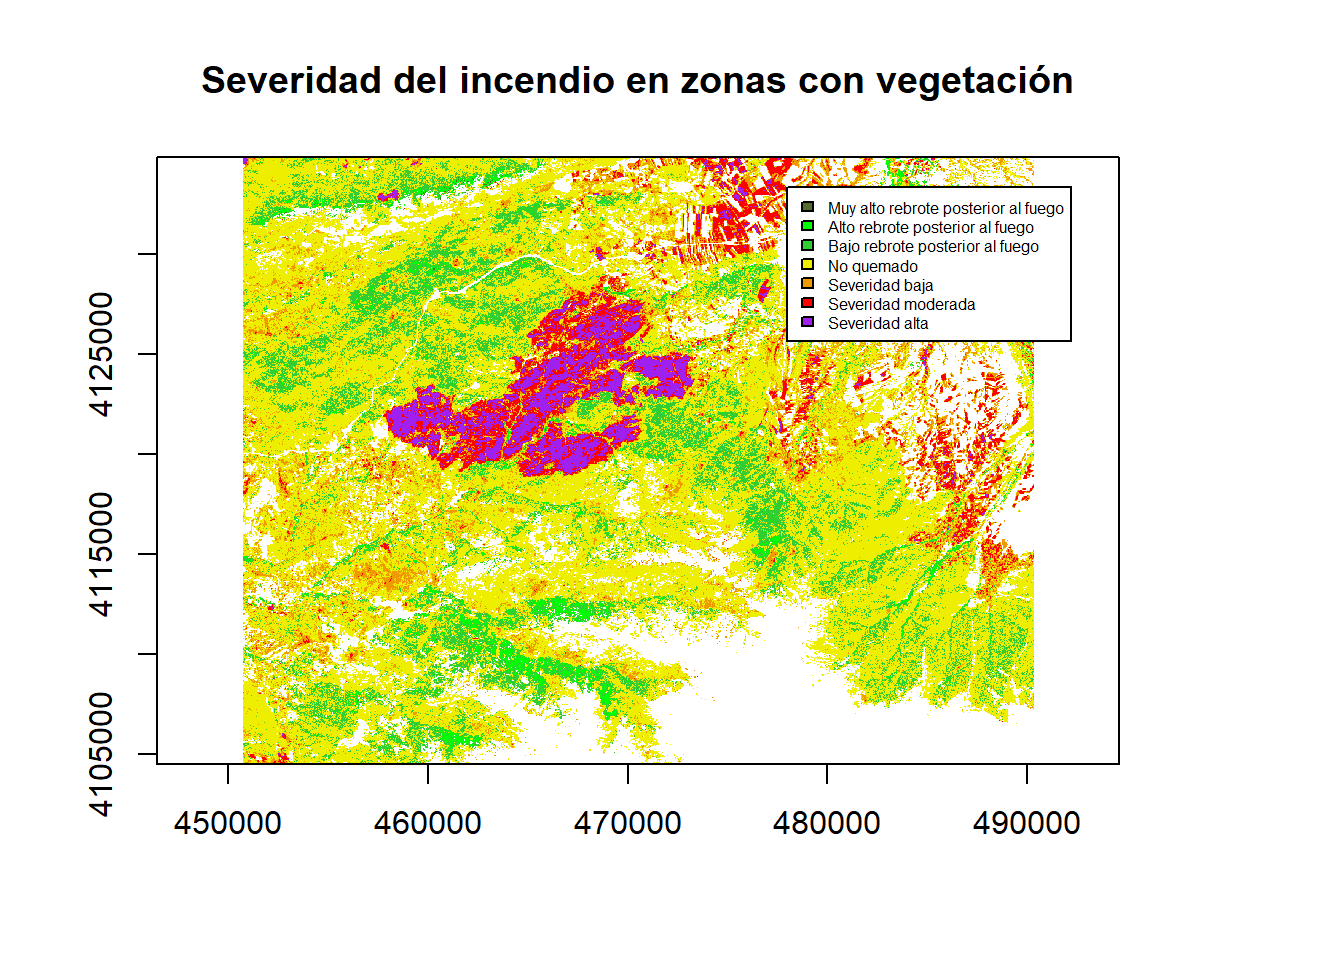 Severidad del incendio en zonas con vegetación
Muy alto rebrote posterior al fuego
Alto rebrote posterior al fuego
Bajo rebrote posterior al fuego
No quemado
Severidad baja
Severidad moderada
Severidad alta
4125000
4115000
4105000
450000 460000 470000 480000 490000